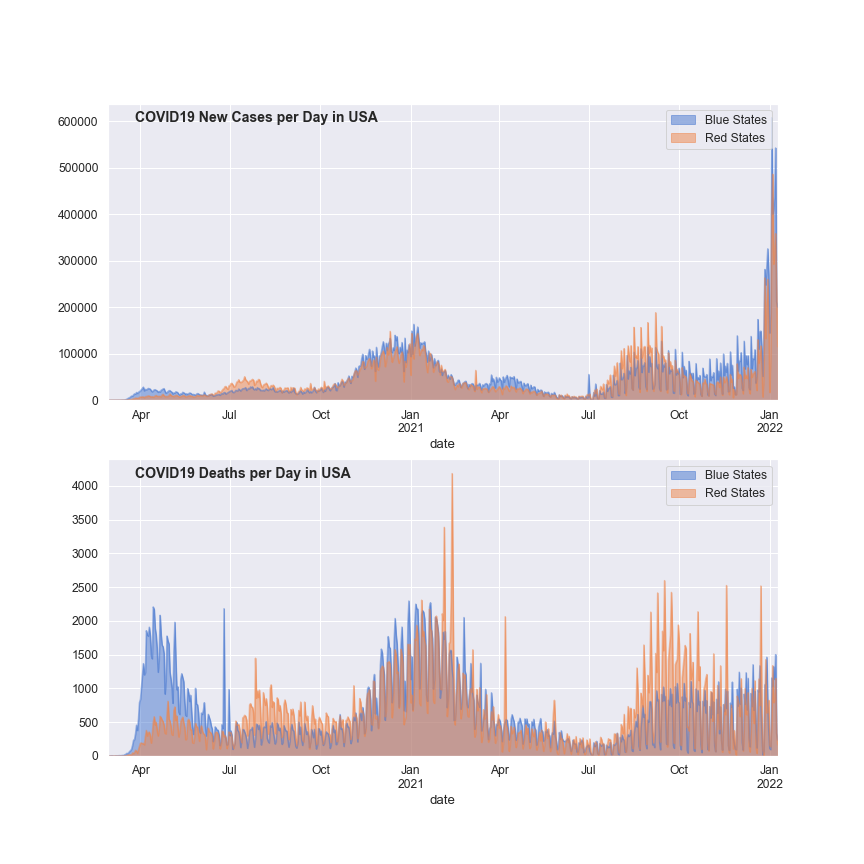 COVID19 New Cases per Day in USA
Blue States
Red States
600000
500000
400000
300000
200000
100000
0
Apr
Jul
Oct
Jan
2021
Apr
Jul
Oct
Jan
2022
date
COVID19 Deaths per Day in USA
Blue States
Red States
4000
3500
3000
2500
2000
1500
1000
500
0
Apr
Jul
Oct
Jan
2021
Apr
Jul
Oct
Jan
2022
date